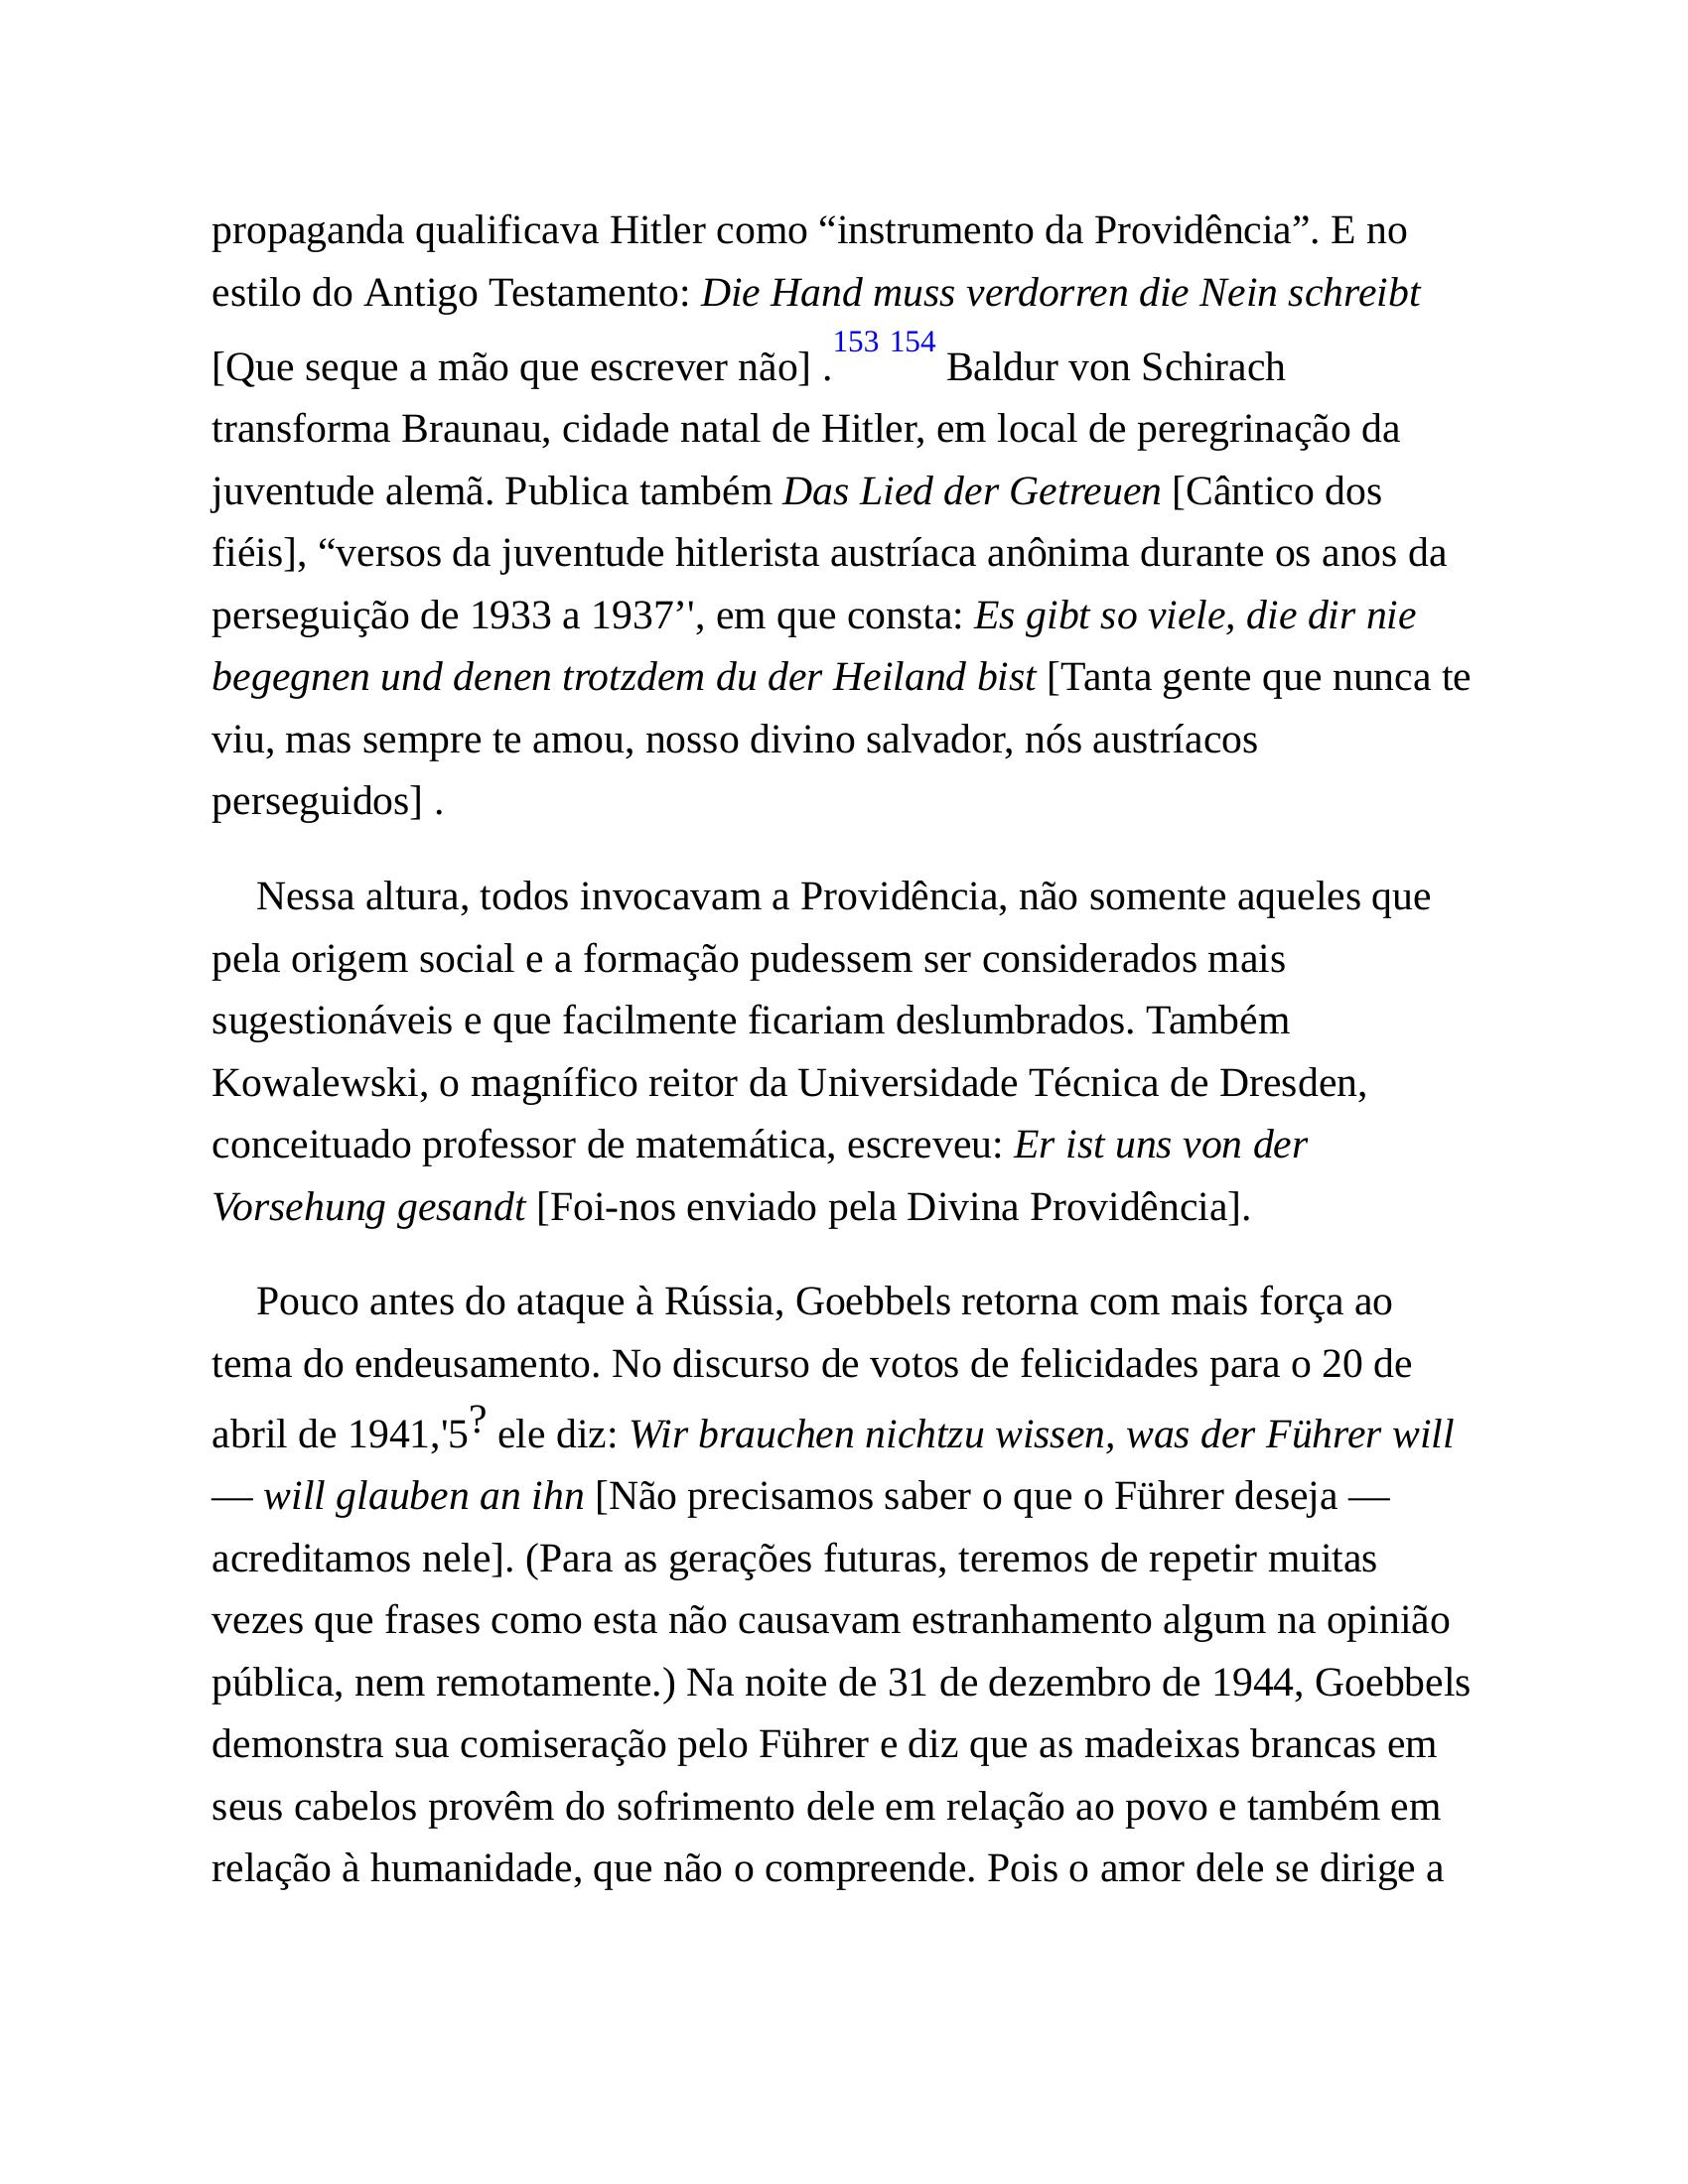 propaganda qualificava Hitler como “instrumento da Providência”. E no
estilo do Antigo Testamento: Die Hand muss verdorren die Nein schreibt
[Que seque a mão que escrever não] .153 154 Baldur von Schirach
transforma Braunau, cidade natal de Hitler, em local de peregrinação da
juventude alemã. Publica também Das Lied der Getreuen [Cântico dos
fiéis], “versos da juventude hitlerista austríaca anônima durante os anos da
perseguição de 1933 a 1937’', em que consta: Es gibt so viele, die dir nie
begegnen und denen trotzdem du der Heiland bist [Tanta gente que nunca te
viu, mas sempre te amou, nosso divino salvador, nós austríacos
perseguidos] .
Nessa altura, todos invocavam a Providência, não somente aqueles que
pela origem social e a formação pudessem ser considerados mais
sugestionáveis e que facilmente ficariam deslumbrados. Também
Kowalewski, o magnífico reitor da Universidade Técnica de Dresden,
conceituado professor de matemática, escreveu: Er ist uns von der
Vorsehung gesandt [Foi-nos enviado pela Divina Providência].
Pouco antes do ataque à Rússia, Goebbels retorna com mais força ao
tema do endeusamento. No discurso de votos de felicidades para o 20 de
abril de 1941,'5? ele diz: Wir brauchen nichtzu wissen, was der Führer will
— will glauben an ihn [Não precisamos saber o que o Führer deseja —
acreditamos nele]. (Para as gerações futuras, teremos de repetir muitas
vezes que frases como esta não causavam estranhamento algum na opinião
pública, nem remotamente.) Na noite de 31 de dezembro de 1944, Goebbels
demonstra sua comiseração pelo Führer e diz que as madeixas brancas em
seus cabelos provêm do sofrimento dele em relação ao povo e também em
relação à humanidade, que não o compreende. Pois o amor dele se dirige a